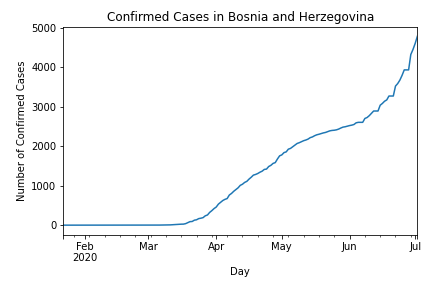 Confirmed Cases in Bosnia and Herzegovina
Number of Confirmed Cases
5000
4000
3000
2000
1000
0
Feb Mar Apr May Jun Jul
2020
Day